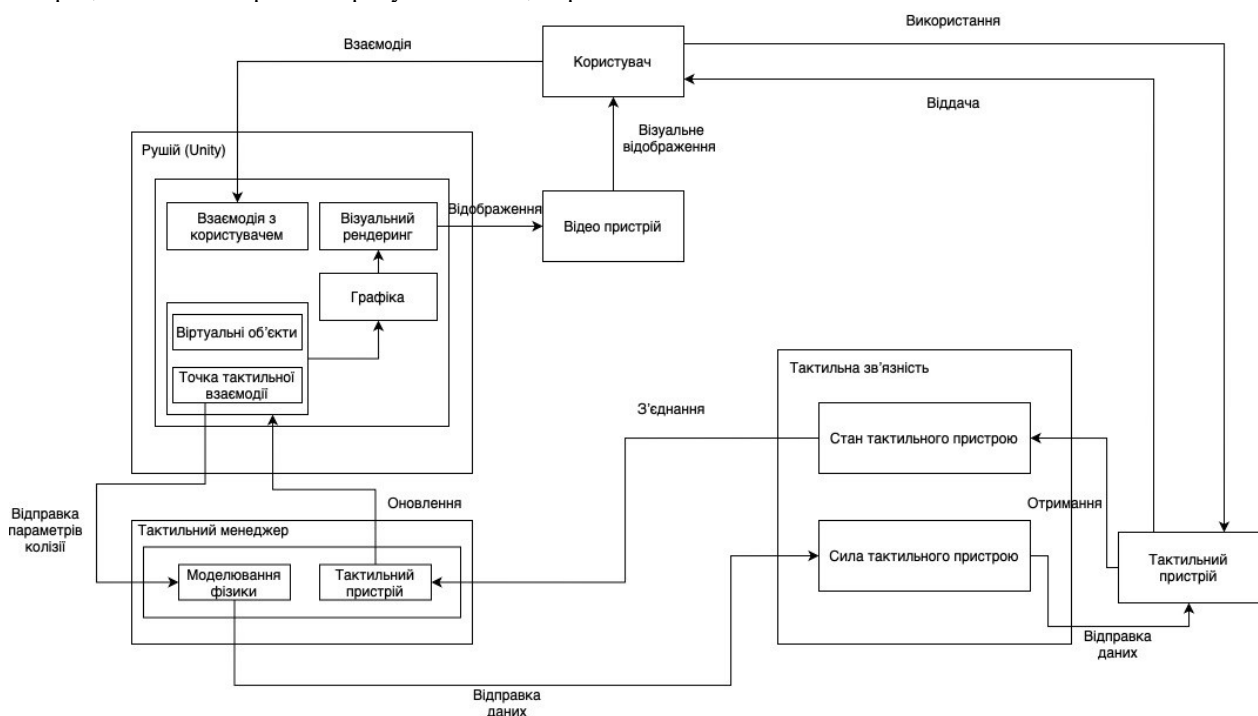 Використання
Взаємодія
Користувач
Віддача
Візуальне
відображення
Рушій (Unity)
Взаємодія з
користувачем
Візуальний
рендеринг
Відображення
Відео пристрій
Графіка
Віртуальні об’єкти
Точка тактильної
взаємодії
Тактильна зв’язність
З’єднання
Стан тактильного пристрою
Відправка
параметрів
колізії
Оновлення
Отримання
Тактильний менеджер
Моделювання
фізики
Тактильний
пристрій
Сила тактильного пристрою
Тактильний
пристрій
Відправка
даних
Відправка
даних